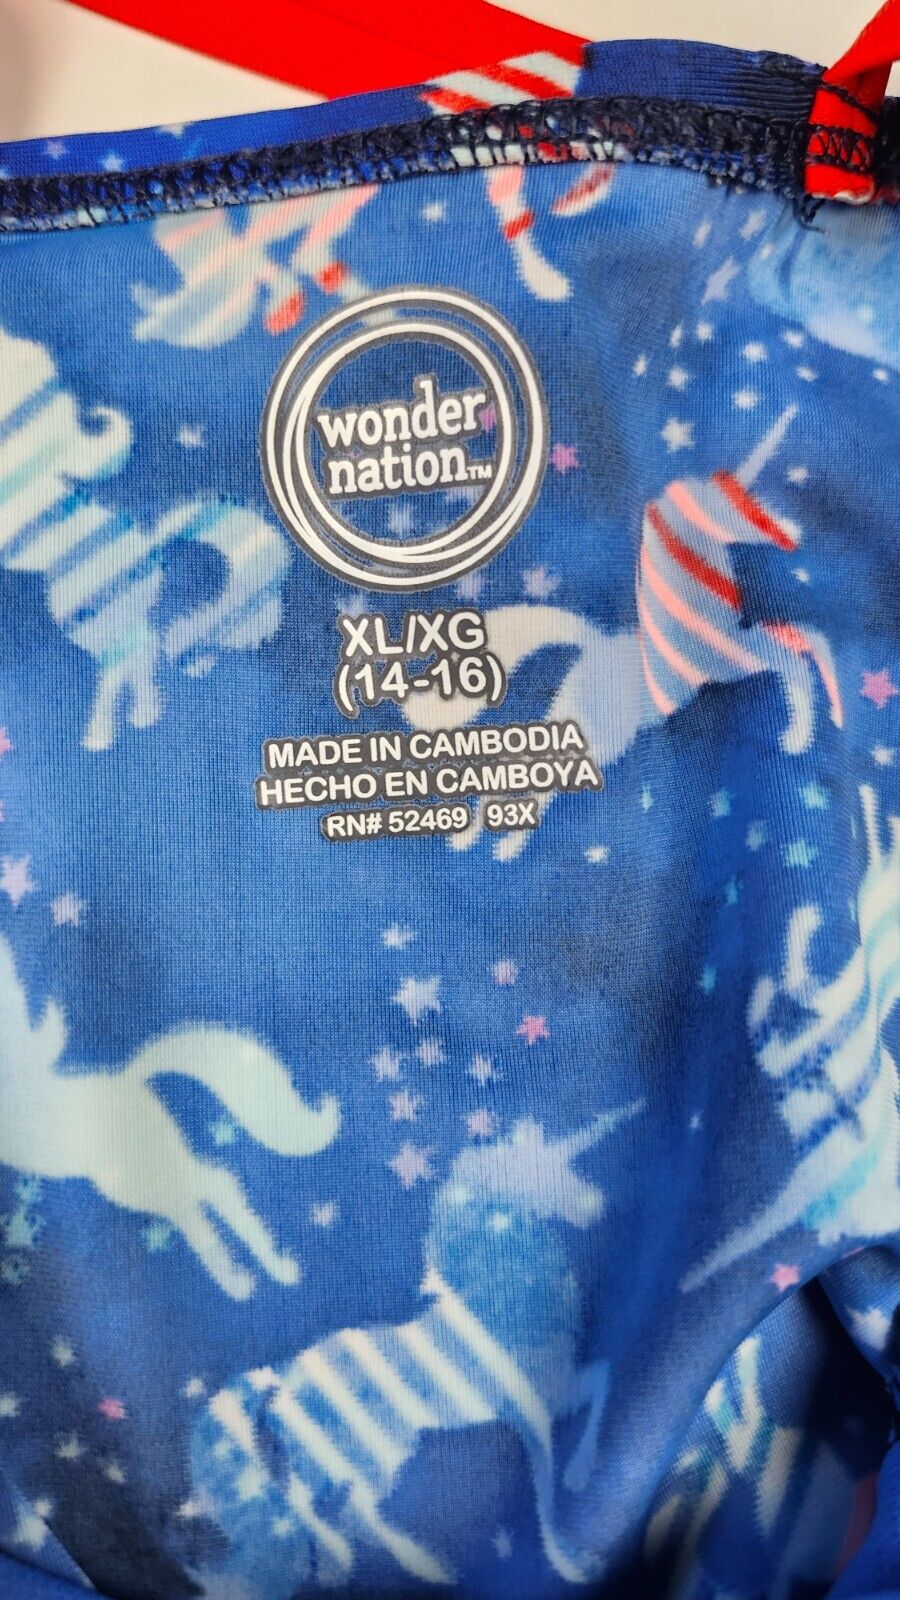 wonder
nation™
XL/XG
(14-16)
MADE IN CAMBODIA
HECHO EN CAMBOYA
RN# 52469 93X